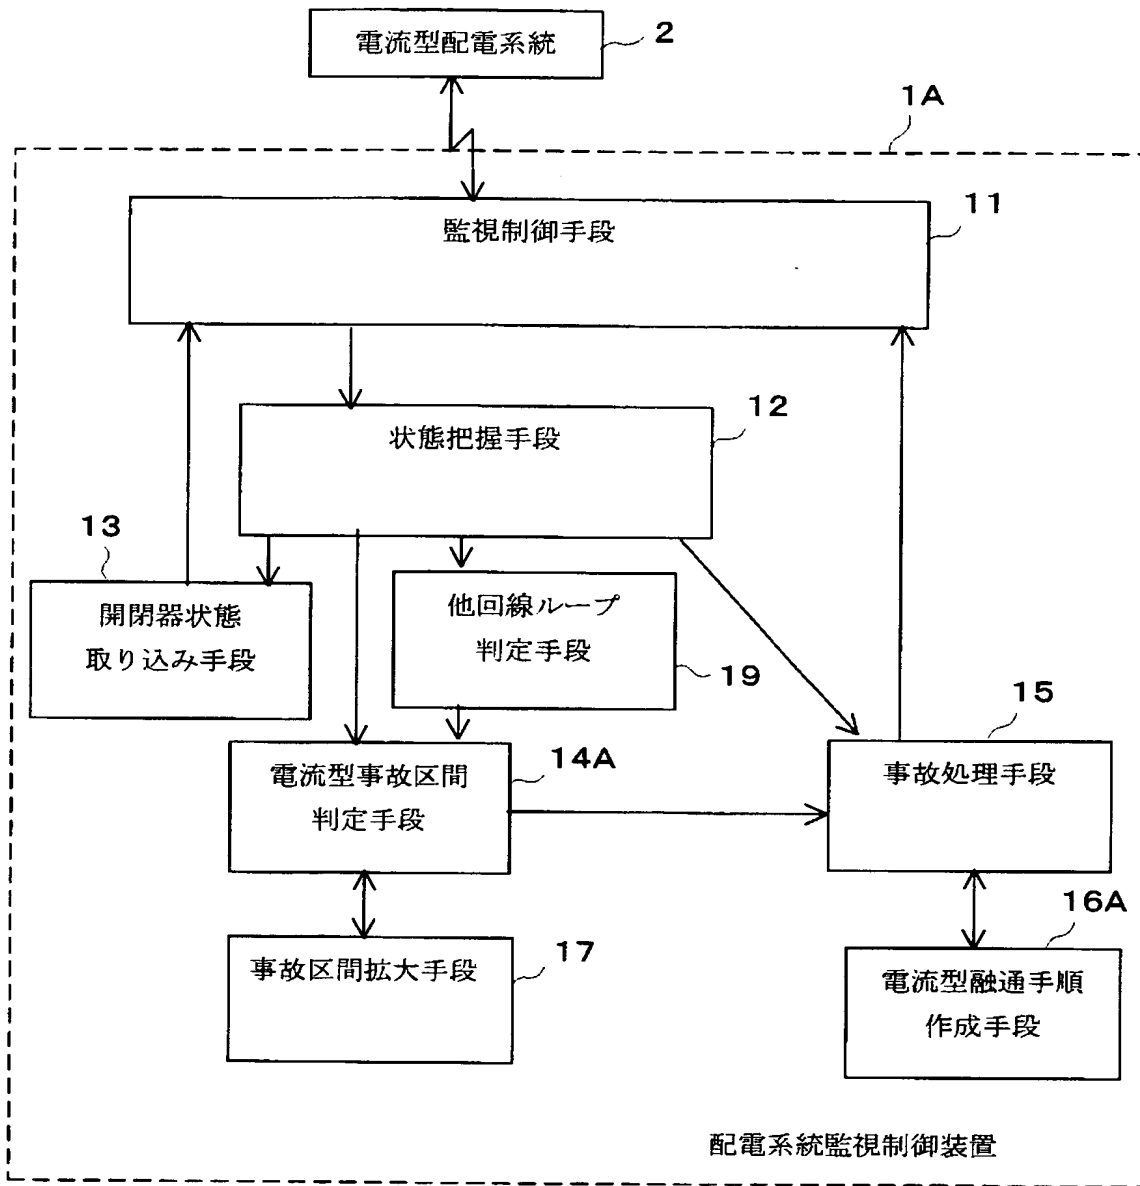 電流型配電系統
2
1A
監視制御手段
11
状態把握手段
12
13
開閉器状態
取り込み手段
他回線ループ
判定手段
19
電流型事故区間
判定手段
14A
15
事故処理手段
事故区間拡大手段
17
16A
電流型融通手順
作成手段
配電系統監視制御装置